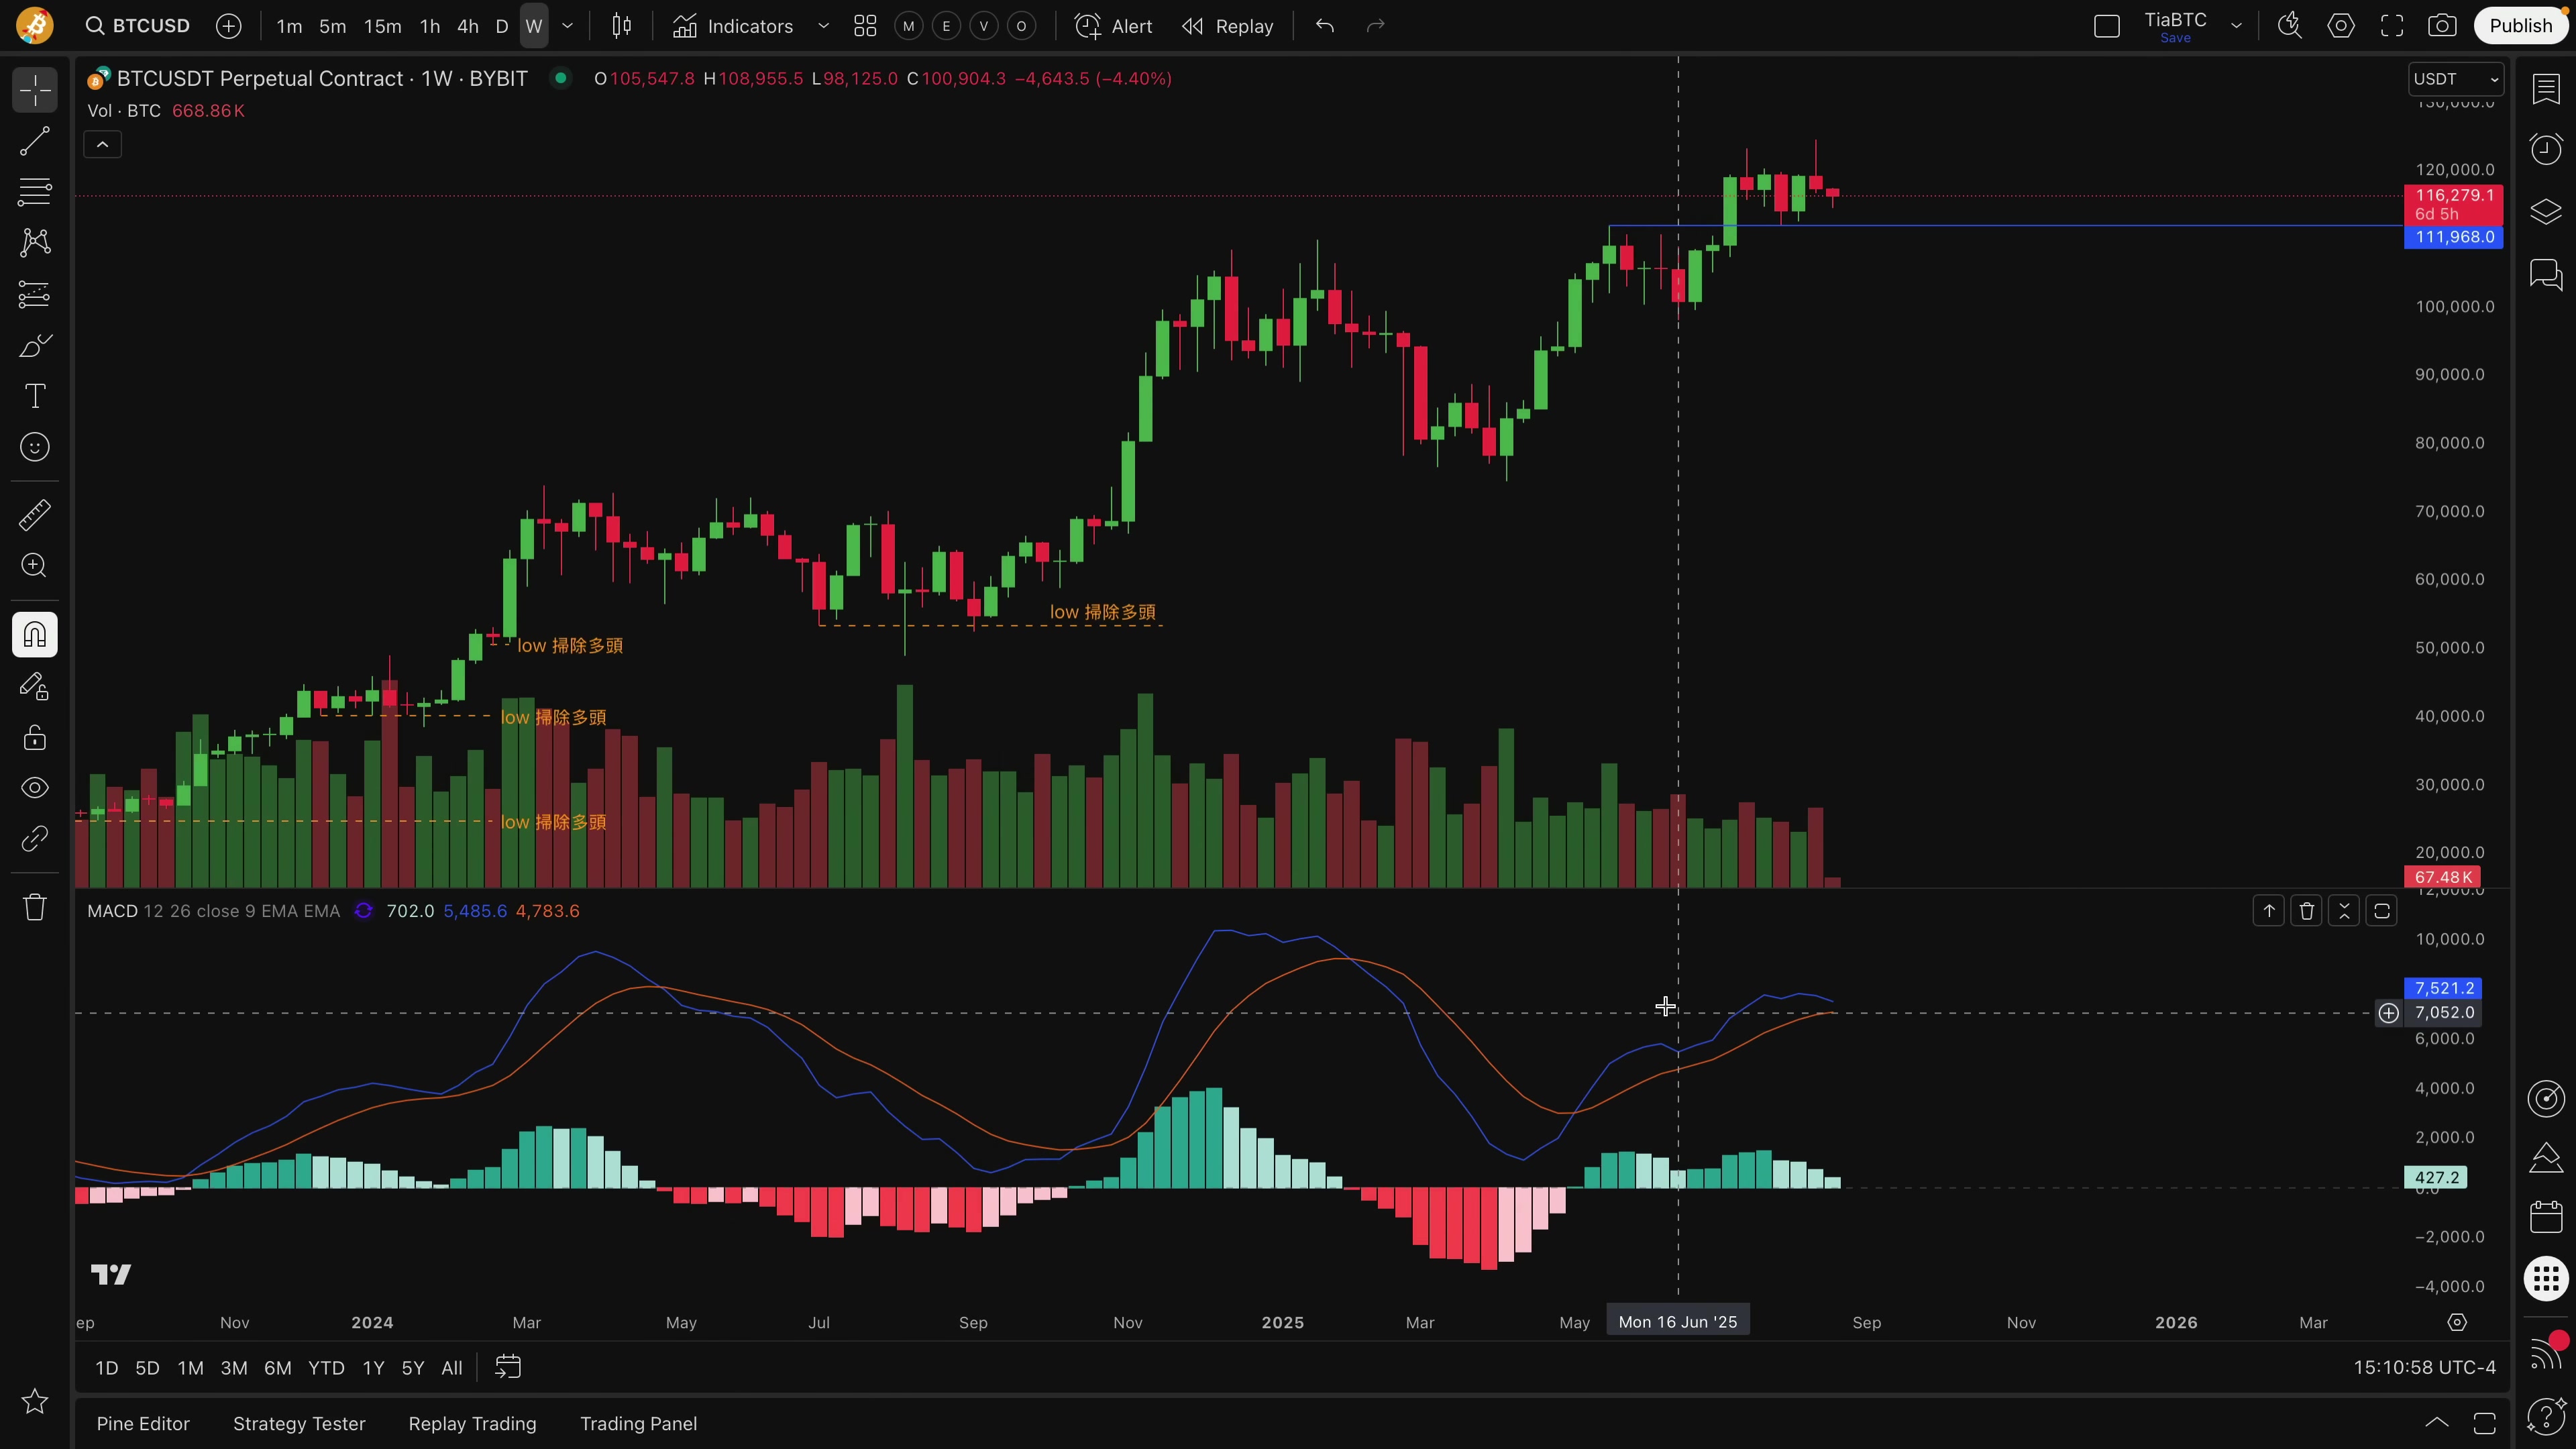 BTCUSD 1m 5m 15m 1h 4h D W Indicators M E V O Alert Replay TiaBTC Save Publish
BTCUSDT Perpetual Contract · 1W · BYBIT O105,547.8 H108,955.5 L98,125.0 C100,904.3 −4,643.5 (−4.40%) USDT
Vol · BTC 668.86K
130,000.0
120,000.0
116,279.1
6d 5h
111,968.0
100,000.0
90,000.0
80,000.0
70,000.0
60,000.0
50,000.0
40,000.0
30,000.0
20,000.0
67.48K
low 掃除多頭
low 掃除多頭
low 掃除多頭
low 掃除多頭
12,000.0
MACD 12 26 close 9 EMA EMA 702.0 5,485.6 4,783.6
10,000.0
7,521.2
7,052.0
6,000.0
4,000.0
2,000.0
427.2
0.0
−2,000.0
−4,000.0
ep Nov 2024 Mar May Jul Sep Nov 2025 Mar May Mon 16 Jun '25 Sep Nov 2026 Mar
1D 5D 1M 3M 6M YTD 1Y 5Y All 15:10:58 UTC-4
Pine Editor Strategy Tester Replay Trading Trading Panel